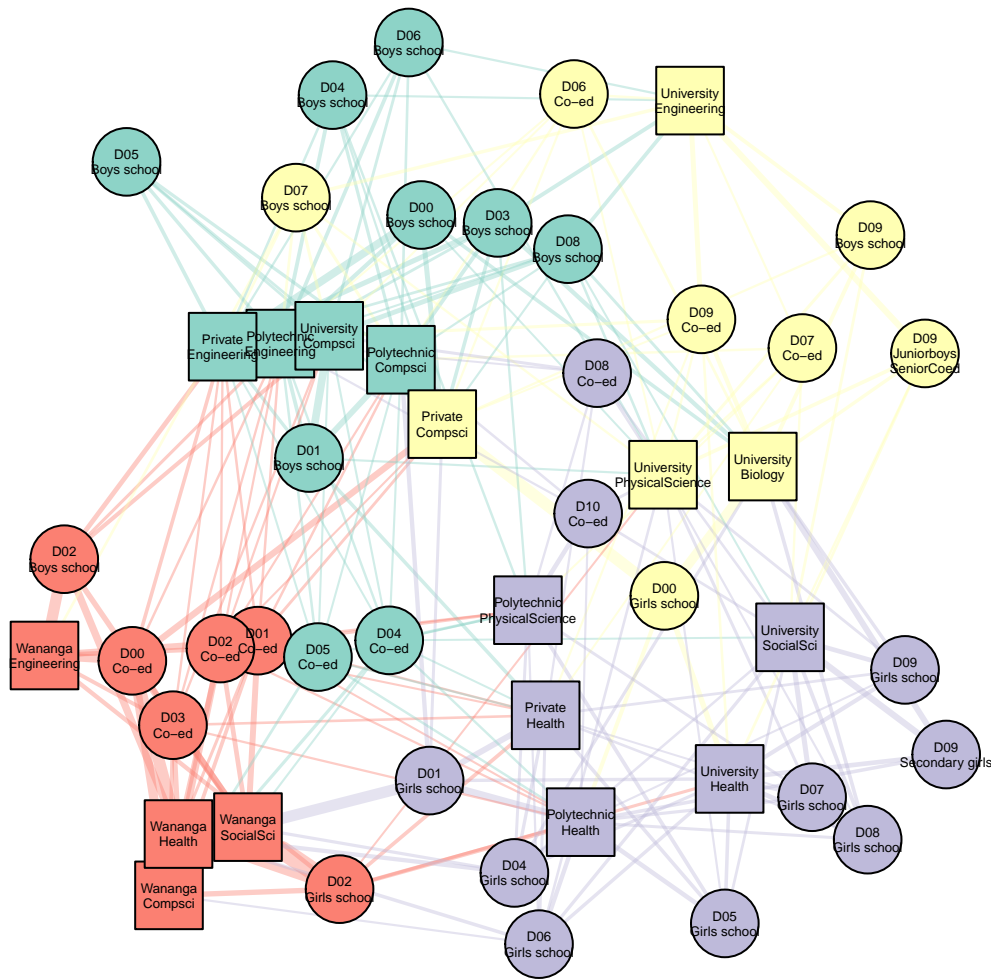 D06
Boys school
D04
Boys school
D06
Co-ed
University
Engineering
D05
Boys school
D07
Boys school
D00
Boys school
D03
Boys school
D08
Boys school
D09
Boys school
D09
Co-ed
D07
Co-ed
D09
Juniorboys
SeniorCoed
Private
Engineering
Polytechnic
Engineering
University
Compsci
Polytechnic
Compsci
D08
Co-ed
Private
Compsci
D01
Boys school
University
PhysicalScience
University
Biology
D10
Co-ed
D02
Boys school
D00
Girls school
Polytechnic
PhysicalScience
University
SocialSci
Wananga
Engineering
D00
Co-ed
D02
Co-ed
D01
Co-ed
D05
Co-ed
D04
Co-ed
D09
Girls school
D03
Co-ed
Private
Health
D09
Secondary girls
D01
Girls school
University
Health
D07
Girls school
Wananga
Health
Wananga
SocialSci
Polytechnic
Health
D08
Girls school
Wananga
Compsci
D02
Girls school
D04
Girls school
D05
Girls school
D06
Girls school